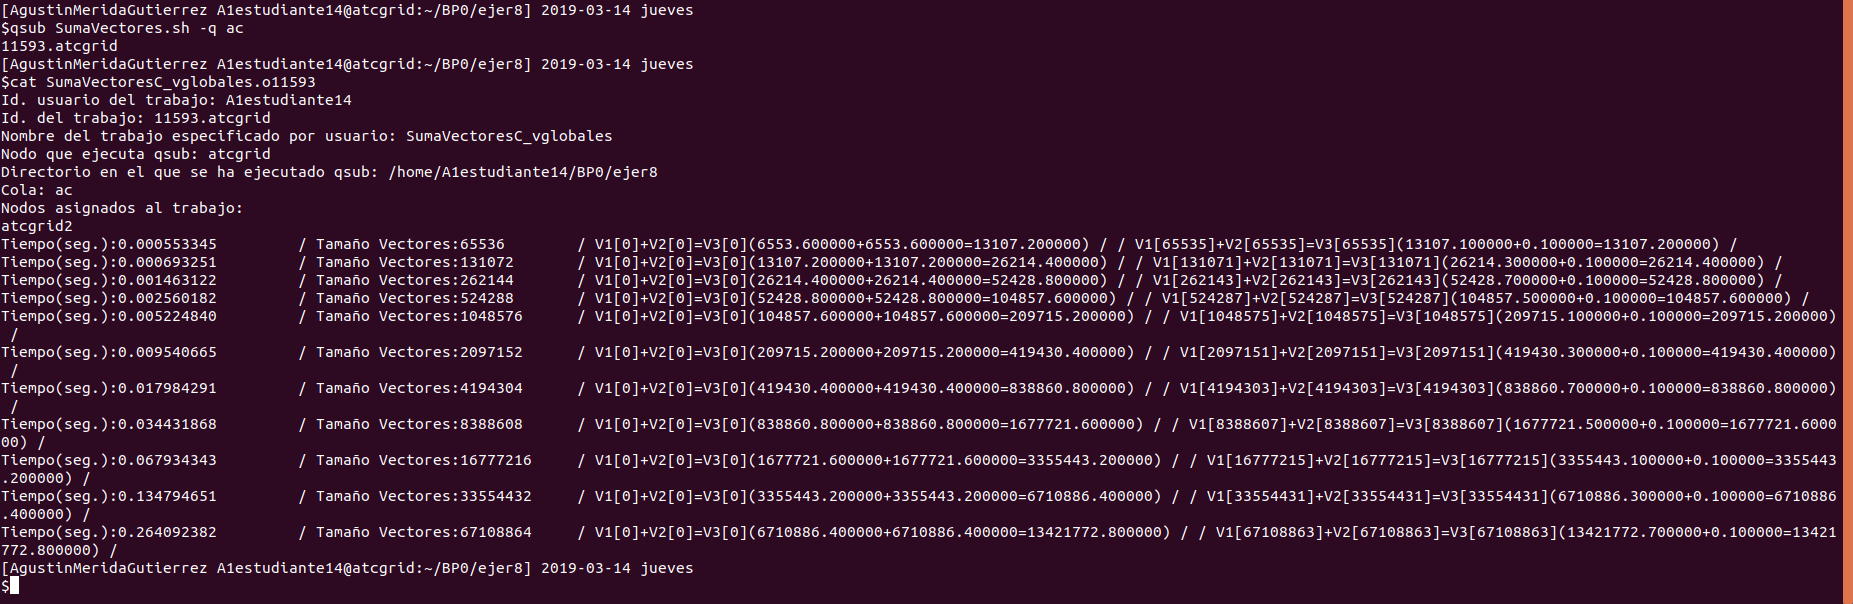 [AgustinMeridaGutierrez A1estudiante14@atcgrid:~/BP0/ejer8] 2019-03-14 jueves
$qsub SumaVectores.sh -q ac
11593.atcgrid
[AgustinMeridaGutierrez A1estudiante14@atcgrid:~/BP0/ejer8] 2019-03-14 jueves
$cat SumaVectoresC_vglobales.o11593
Id. usuario del trabajo: A1estudiante14
Id. del trabajo: 11593.atcgrid
Nombre del trabajo especificado por usuario: SumaVectoresC_vglobales
Nodo que ejecuta qsub: atcgrid
Directorio en el que se ha ejecutado qsub: /home/A1estudiante14/BP0/ejer8
Cola: ac
Nodos asignados al trabajo:
atcgrid2
Tiempo(seg.):0.000553345         / Tamaño Vectores:65536        / V1[0]+V2[0]=V3[0](6553.600000+6553.600000=13107.200000) / / V1[65535]+V2[65535]=V3[65535](13107.100000+0.100000=13107.200000) /
Tiempo(seg.):0.000693251         / Tamaño Vectores:131072       / V1[0]+V2[0]=V3[0](13107.200000+13107.200000=26214.400000) / / V1[131071]+V2[131071]=V3[131071](26214.300000+0.100000=26214.400000) /
Tiempo(seg.):0.001463122         / Tamaño Vectores:262144       / V1[0]+V2[0]=V3[0](26214.400000+26214.400000=52428.800000) / / V1[262143]+V2[262143]=V3[262143](52428.700000+0.100000=52428.800000) /
Tiempo(seg.):0.002560182         / Tamaño Vectores:524288       / V1[0]+V2[0]=V3[0](52428.800000+52428.800000=104857.600000) / / V1[524287]+V2[524287]=V3[524287](104857.500000+0.100000=104857.600000) /
Tiempo(seg.):0.005224840         / Tamaño Vectores:1048576      / V1[0]+V2[0]=V3[0](104857.600000+104857.600000=209715.200000) / / V1[1048575]+V2[1048575]=V3[1048575](209715.100000+0.100000=209715.200000)
 /
Tiempo(seg.):0.009540665         / Tamaño Vectores:2097152      / V1[0]+V2[0]=V3[0](209715.200000+209715.200000=419430.400000) / / V1[2097151]+V2[2097151]=V3[2097151](419430.300000+0.100000=419430.400000)
 /
Tiempo(seg.):0.017984291         / Tamaño Vectores:4194304      / V1[0]+V2[0]=V3[0](419430.400000+419430.400000=838860.800000) / / V1[4194303]+V2[4194303]=V3[4194303](838860.700000+0.100000=838860.800000)
 /
Tiempo(seg.):0.034431868         / Tamaño Vectores:8388608      / V1[0]+V2[0]=V3[0](838860.800000+838860.800000=1677721.600000) / / V1[8388607]+V2[8388607]=V3[8388607](1677721.500000+0.100000=1677721.6000
00) /
Tiempo(seg.):0.067934343         / Tamaño Vectores:16777216     / V1[0]+V2[0]=V3[0](1677721.600000+1677721.600000=3355443.200000) / / V1[16777215]+V2[16777215]=V3[16777215](3355443.100000+0.100000=3355443
.200000) /
Tiempo(seg.):0.134794651         / Tamaño Vectores:33554432     / V1[0]+V2[0]=V3[0](3355443.200000+3355443.200000=6710886.400000) / / V1[33554431]+V2[33554431]=V3[33554431](6710886.300000+0.100000=6710886
.400000) /
Tiempo(seg.):0.264092382         / Tamaño Vectores:67108864     / V1[0]+V2[0]=V3[0](6710886.400000+6710886.400000=13421772.800000) / / V1[67108863]+V2[67108863]=V3[67108863](13421772.700000+0.100000=13421
772.800000) /
[AgustinMeridaGutierrez A1estudiante14@atcgrid:~/BP0/ejer8] 2019-03-14 jueves
$